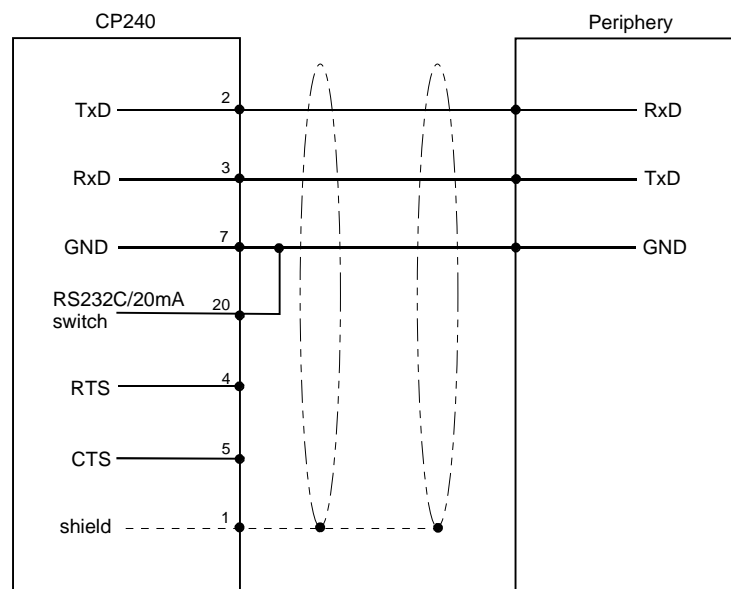 CP240
Periphery
TxD 2 RxD
RxD 3 TxD
GND 7 GND
RS232C/20mA
switch 20
RTS 4
CTS 5
shield 1